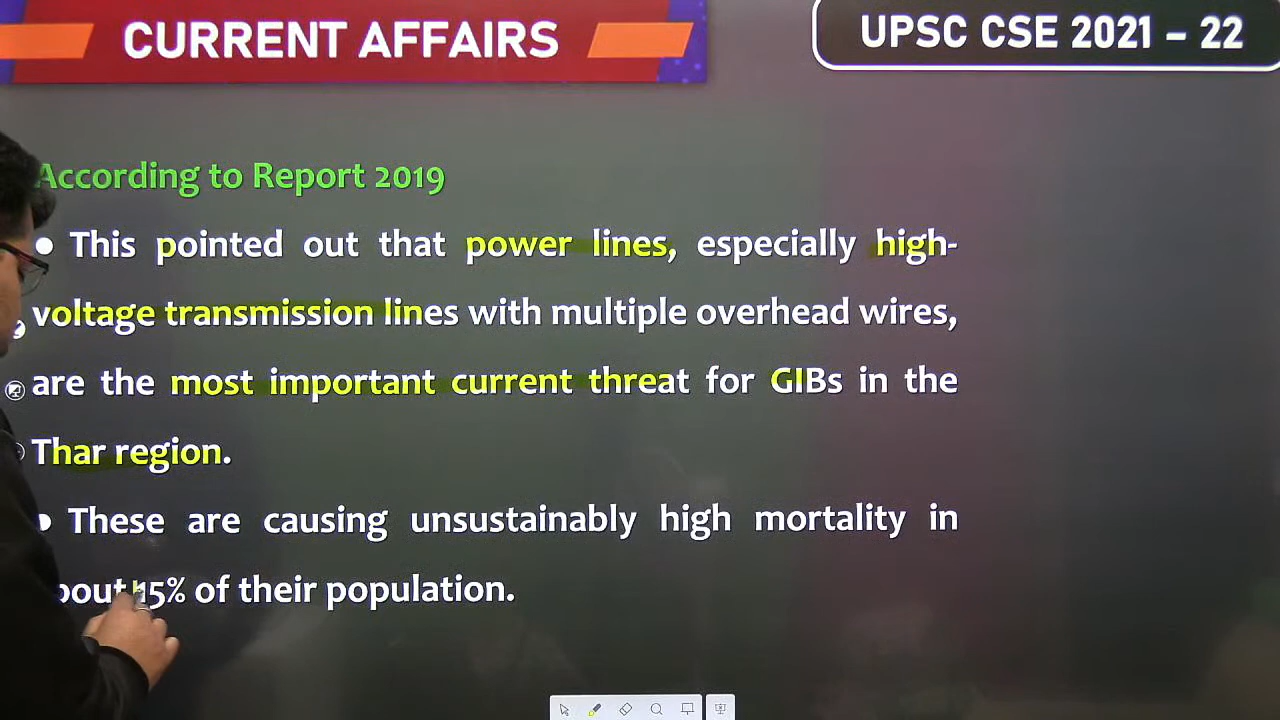 CURRENT AFFAIRS
UPSC CSE 2021 – 22
According to Report 2019
● This pointed out that power lines, especially high-
voltage transmission lines with multiple overhead wires,
are the most important current threat for GIBs in the
Thar region.
● These are causing unsustainably high mortality in
bout 15% of their population.